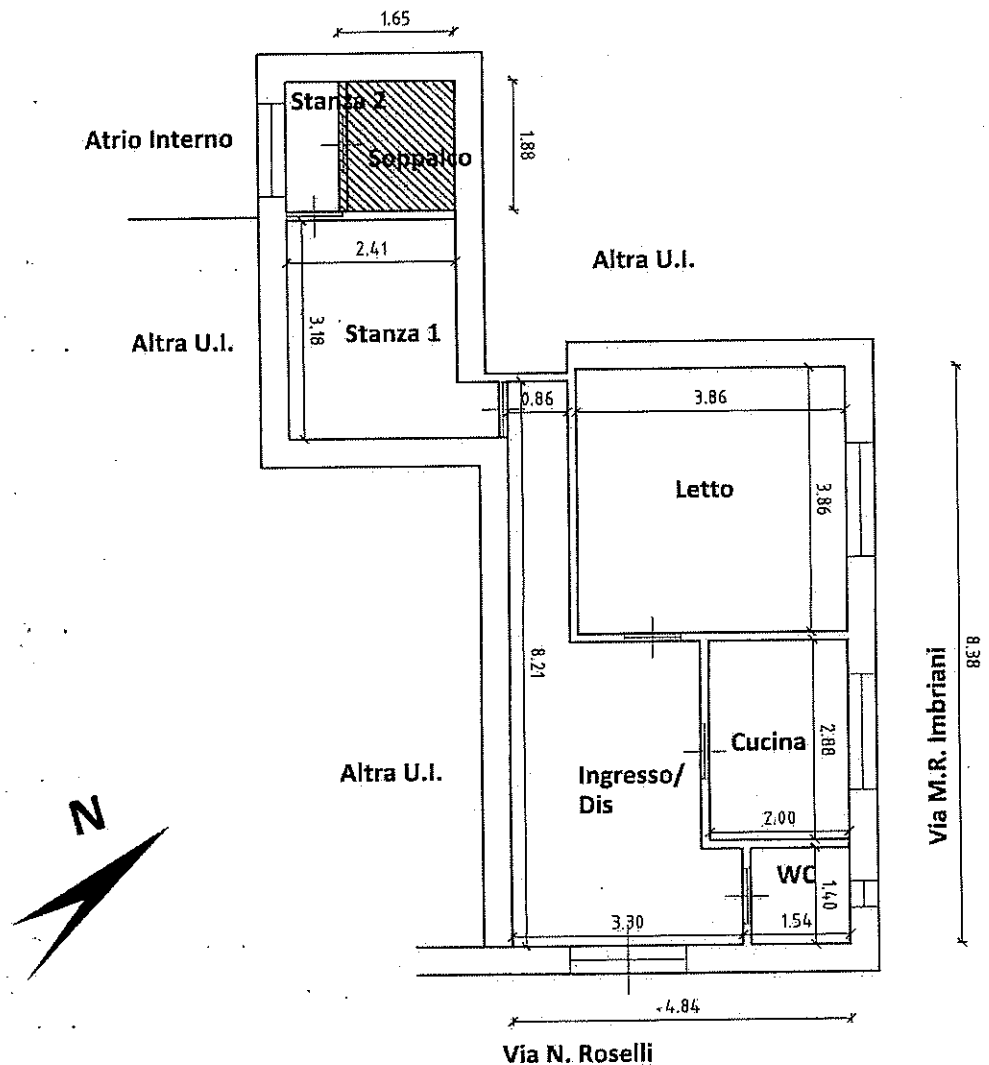 1.65
Stanza 2
Atrio Interno
Soppalco
1.88
2.41
Altra U.I.
3.18
Stanza 1
Altra U.I.
0.86
3.86
Letto
3.86
8.21
8.38
Via M.R. Imbriani
Cucina
2.88
Altra U.I.
Ingresso/
Dis
N
2.00
WC
1.40
3.30
1.54
4.84
Via N. Roselli